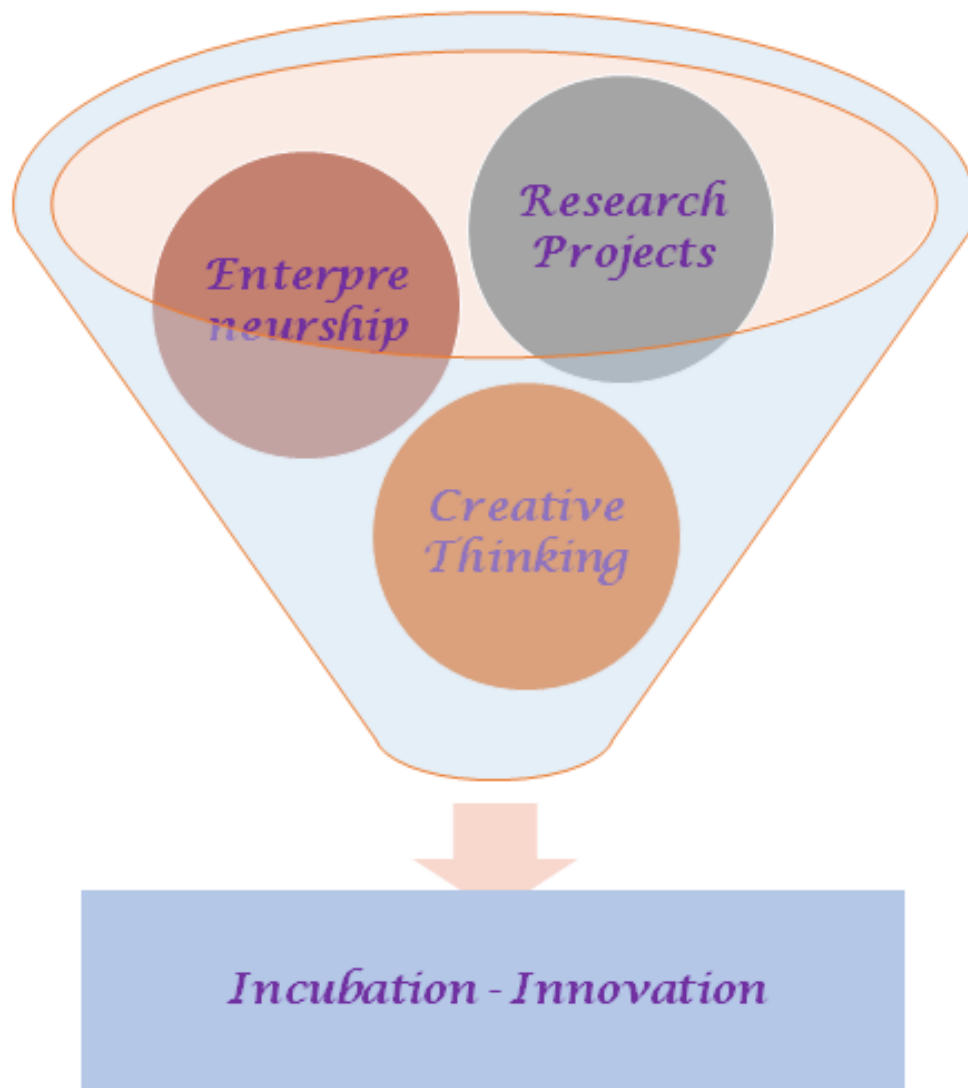 Research
Projects
Enterpre
neurship
Creative
Thinking
Incubation - Innovation